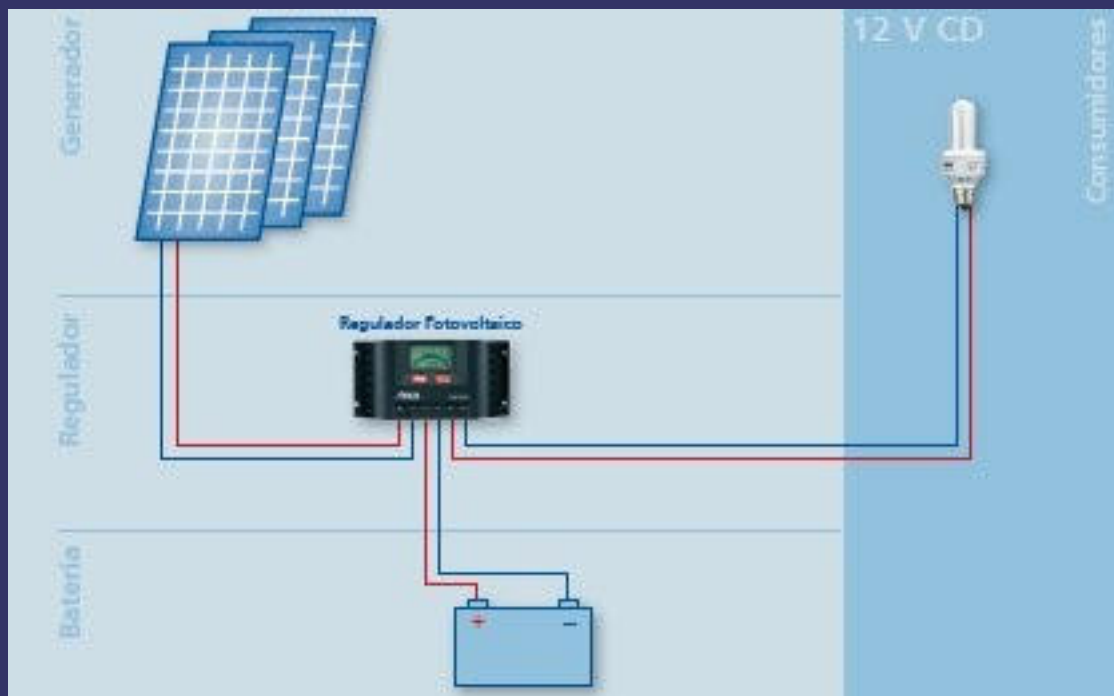 Generador
12 V CD
Consumidores
Regulador
Regulador Fotovoltaico
Batería
+
–